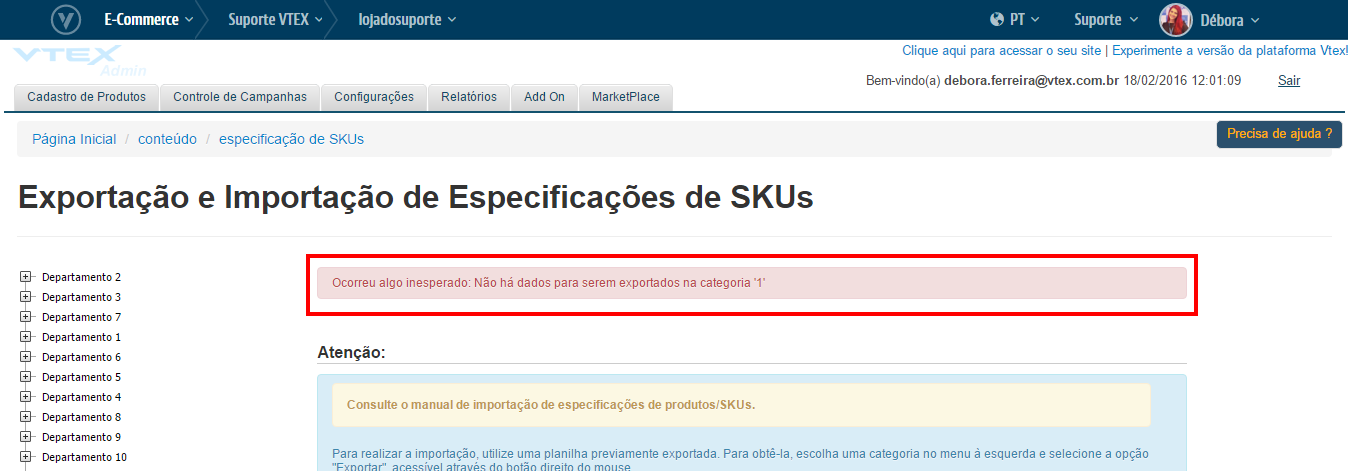 E-Commerce Suporte VTEX lojadosuporte PT Suporte Débora
VTEX
Admin
Clique aqui para acessar o seu site | Experimente a versão da plataforma Vtex!
Bem-vindo(a) debora.ferreira@vtex.com.br 18/02/2016 12:01:09 Sair
Cadastro de Produtos Controle de Campanhas Configurações Relatórios Add On MarketPlace
Página Inicial / conteúdo / especificação de SKUs
Precisa de ajuda ?
Exportação e Importação de Especificações de SKUs
Departamento 2
Departamento 3
Departamento 7
Departamento 1
Departamento 6
Departamento 5
Departamento 4
Departamento 8
Departamento 9
Departamento 10
Ocorreu algo inesperado: Não há dados para serem exportados na categoria '1'
Atenção:
Consulte o manual de importação de especificações de produtos/SKUs.
Para realizar a importação, utilize uma planilha previamente exportada. Para obtê-la, escolha uma categoria no menu à esquerda e selecione a opção
"Exportar", acessível através do botão direito do mouse.